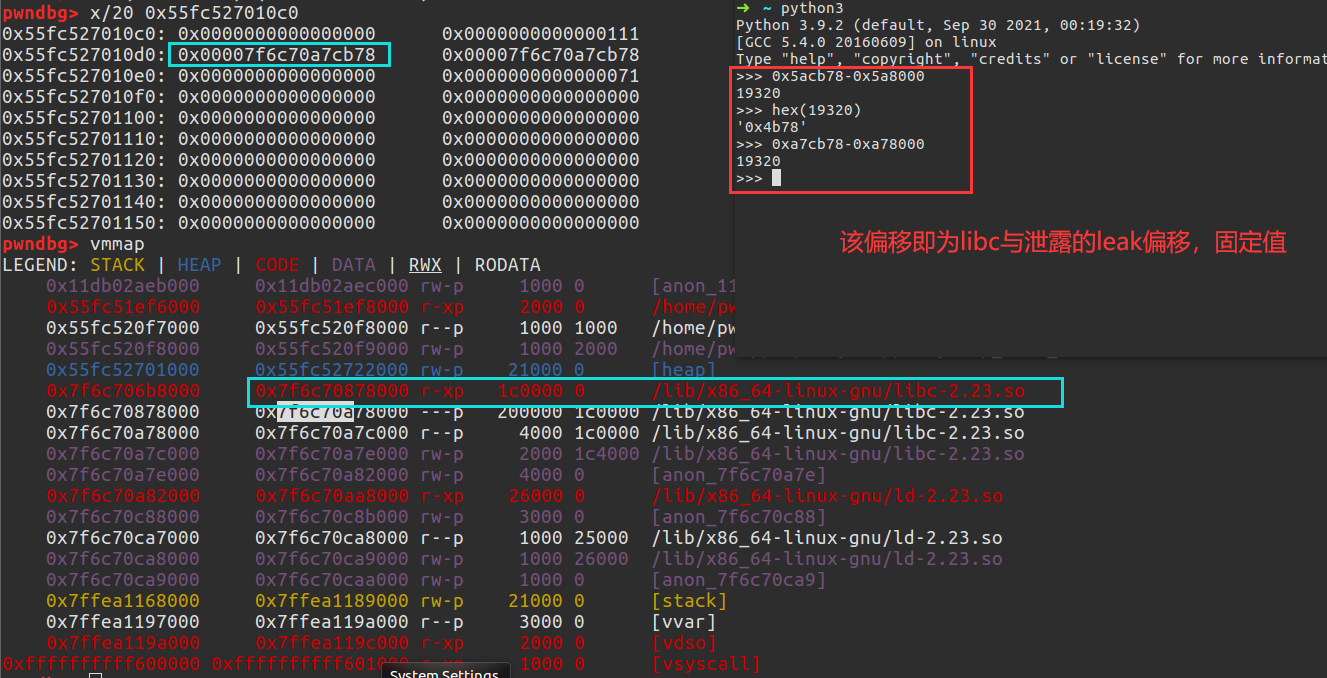 pwndbg> x/20 0x55fc527010c0
0x55fc527010c0: 0x0000000000000000 0x0000000000000111
0x55fc527010d0: 0x00007f6c70a7cb78 0x00007f6c70a7cb78
0x55fc527010e0: 0x0000000000000000 0x0000000000000071
0x55fc527010f0: 0x0000000000000000 0x0000000000000000
0x55fc52701100: 0x0000000000000000 0x0000000000000000
0x55fc52701110: 0x0000000000000000 0x0000000000000000
0x55fc52701120: 0x0000000000000000 0x0000000000000000
0x55fc52701130: 0x0000000000000000 0x0000000000000000
0x55fc52701140: 0x0000000000000000 0x0000000000000000
0x55fc52701150: 0x0000000000000000 0x0000000000000000
pwndbg> vmmap
LEGEND: STACK | HEAP | CODE | DATA | RWX | RODATA
0x11db02aeb000 0x11db02aec000 rw-p 1000 0 [anon_11
0x55fc51ef6000 0x55fc51ef8000 r-xp 2000 0 /home/pw
0x55fc520f7000 0x55fc520f8000 r--p 1000 1000 /home/pw
0x55fc520f8000 0x55fc520f9000 rw-p 1000 2000 /home/pw
0x55fc52701000 0x55fc52722000 rw-p 21000 0 [heap]
0x7f6c706b8000 0x7f6c70878000 r-xp 1c0000 0 /lib/x86_64-linux-gnu/libc-2.23.so
0x7f6c70878000 0x7f6c70a78000 ---p 200000 1c0000 /lib/x86_64-linux-gnu/libc-2.23.so
0x7f6c70a78000 0x7f6c70a7c000 r--p 4000 1c0000 /lib/x86_64-linux-gnu/libc-2.23.so
0x7f6c70a7c000 0x7f6c70a7e000 rw-p 2000 1c4000 /lib/x86_64-linux-gnu/libc-2.23.so
0x7f6c70a7e000 0x7f6c70a82000 rw-p 4000 0 [anon_7f6c70a7e]
0x7f6c70a82000 0x7f6c70aa8000 r-xp 26000 0 /lib/x86_64-linux-gnu/ld-2.23.so
0x7f6c70c88000 0x7f6c70c8b000 rw-p 3000 0 [anon_7f6c70c88]
0x7f6c70ca7000 0x7f6c70ca8000 r--p 1000 25000 /lib/x86_64-linux-gnu/ld-2.23.so
0x7f6c70ca8000 0x7f6c70ca9000 rw-p 1000 26000 /lib/x86_64-linux-gnu/ld-2.23.so
0x7f6c70ca9000 0x7f6c70caa000 rw-p 1000 0 [anon_7f6c70ca9]
0x7ffea1168000 0x7ffea1189000 rw-p 21000 0 [stack]
0x7ffea1197000 0x7ffea119a000 r--p 3000 0 [vvar]
0x7ffea119a000 0x7ffea119c000 r-xp 2000 0 [vdso]
0xffffffffff600000 0xffffffffff601000 r-xp 1000 0 [vsyscall]
System Settings
➜ ~ python3
Python 3.9.2 (default, Sep 30 2021, 00:19:32)
[GCC 5.4.0 20160609] on linux
Type "help", "copyright", "credits" or "license" for more informat
>>> 0x5acb78-0x5a8000
19320
>>> hex(19320)
'0x4b78'
>>> 0xa7cb78-0xa78000
19320
>>>
该偏移即为libc与泄露的leak偏移，固定值